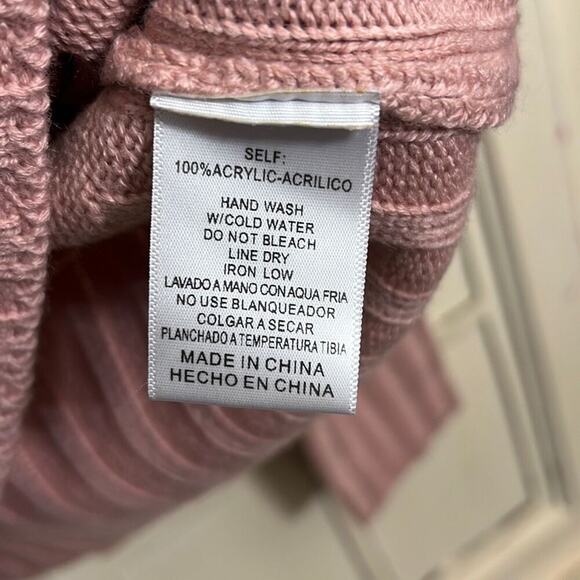 SELF:
100%ACRYLIC-ACRILICO
HAND WASH
W/COLD WATER
DO NOT BLEACH
LINE DRY
IRON LOW
LAVADO A MANO CON AQUA FRIA
NO USE BLANQUEADOR
COLGAR A SECAR
PLANCHADO A TEMPERATURA TIBIA
MADE IN CHINA
HECHO EN CHINA